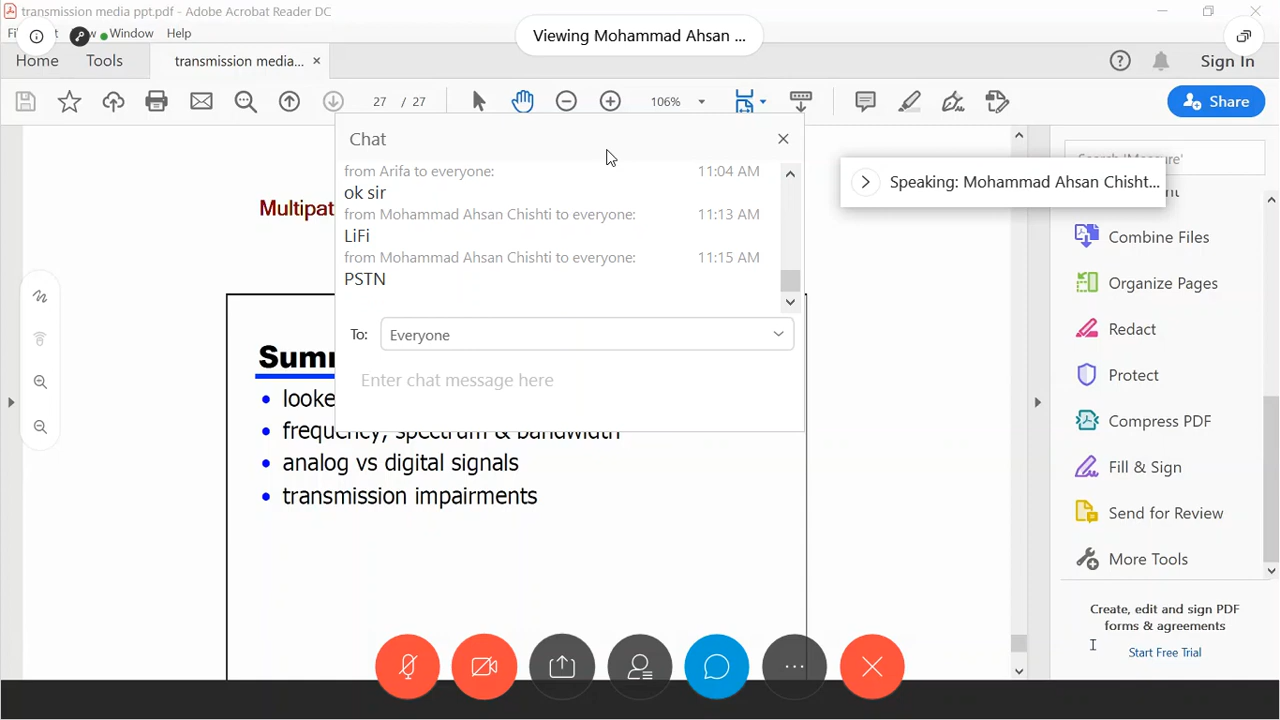 transmission media ppt.pdf - Adobe Acrobat Reader DC
Window Help
Viewing Mohammad Ahsan ...
Home Tools transmission media... ×
Sign In
27 / 27
106%
Share
Chat
from Arifa to everyone: 11:04 AM
ok sir
from Mohammad Ahsan Chishti to everyone: 11:13 AM
LiFi
from Mohammad Ahsan Chishti to everyone: 11:15 AM
PSTN
To: Everyone
Enter chat message here
Speaking: Mohammad Ahsan Chisht...
Search 'Measure'
Combine Files
Organize Pages
Redact
Protect
Compress PDF
Fill & Sign
Send for Review
More Tools
Create, edit and sign PDF
forms & agreements
Start Free Trial
Multipat
Sum
looke
frequency, spectrum & bandwidth
analog vs digital signals
transmission impairments